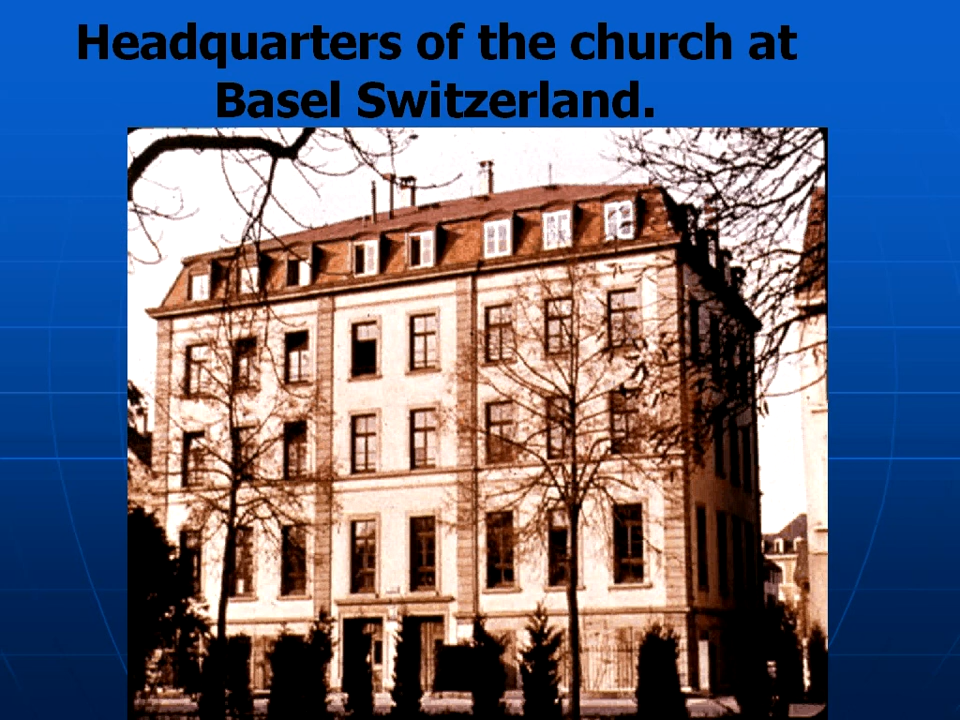 Headquarters of the church at
Basel Switzerland.